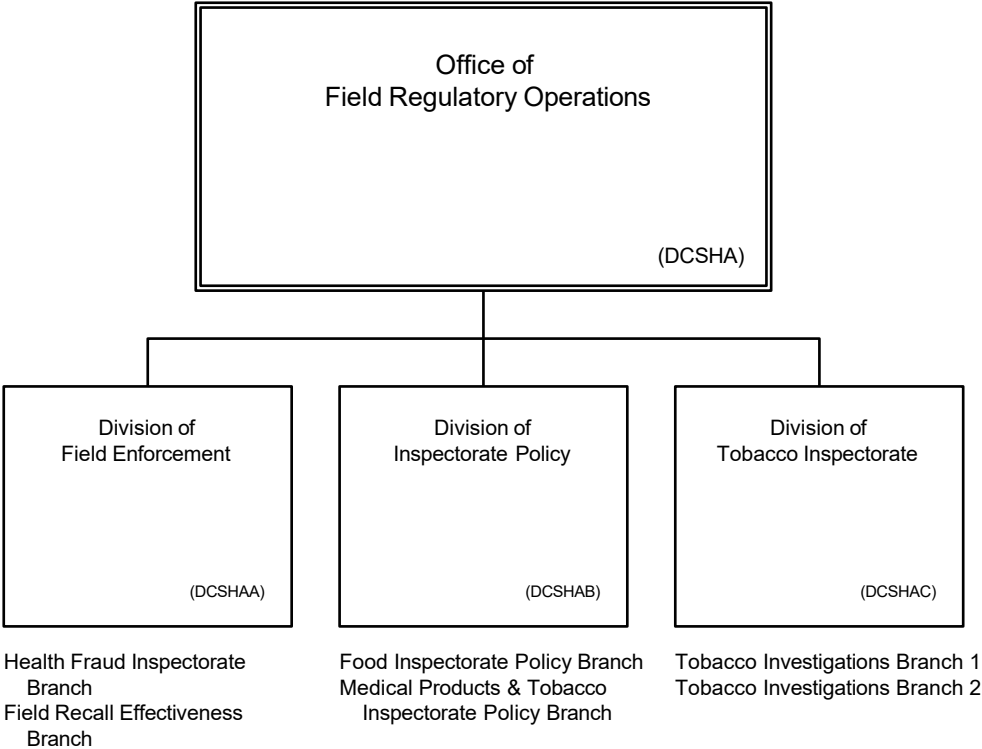 Office of
Field Regulatory Operations
(DCSHA)
Division of
Field Enforcement
(DCSHAA)
Division of
Inspectorate Policy
(DCSHAB)
Division of
Tobacco Inspectorate
(DCSHAC)
Health Fraud Inspectorate
Branch
Field Recall Effectiveness
Branch
Food Inspectorate Policy Branch
Medical Products & Tobacco
Inspectorate Policy Branch
Tobacco Investigations Branch 1
Tobacco Investigations Branch 2